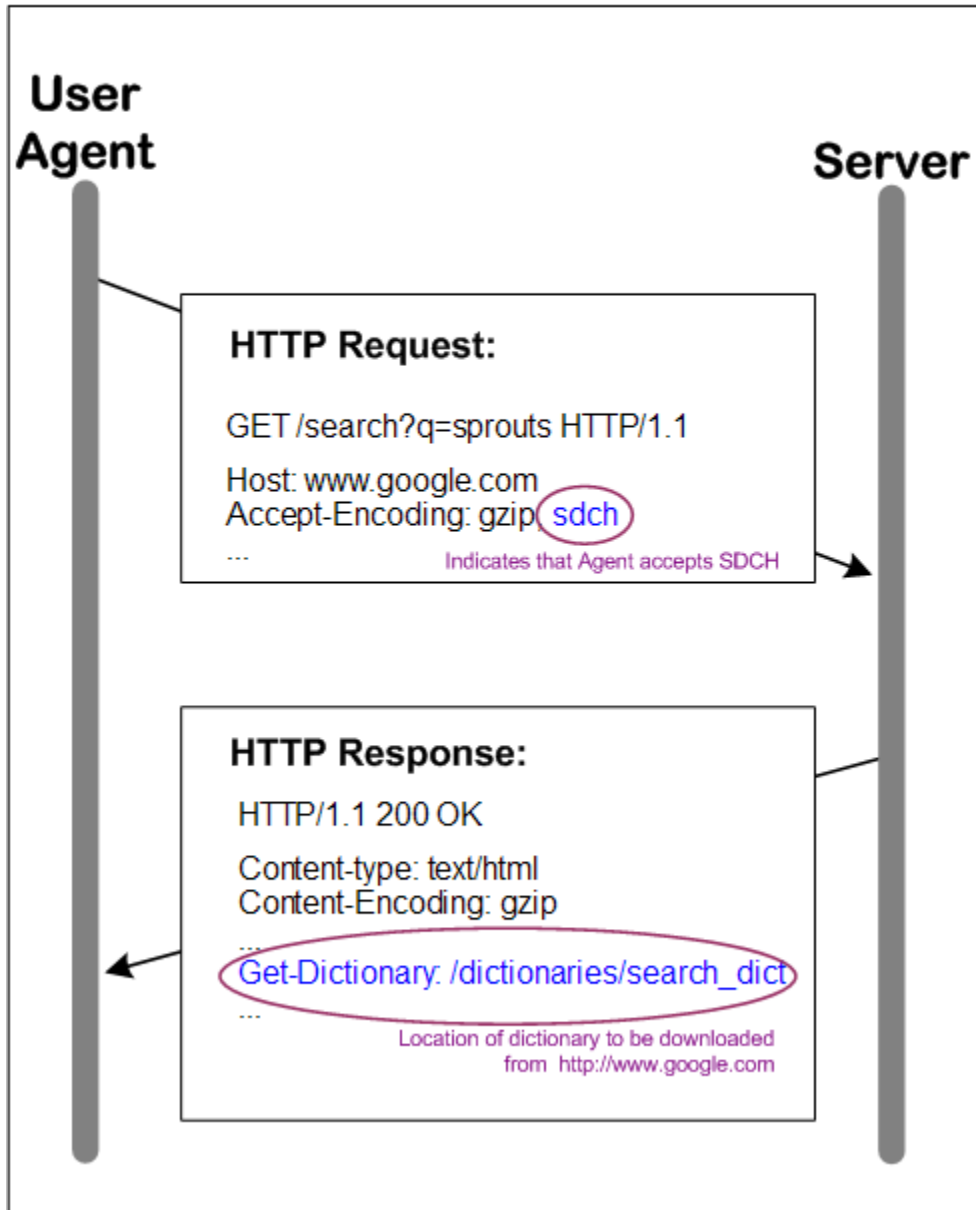 User
Agent
Server
HTTP Request:
GET /search?q=sprouts HTTP/1.1
Host: www.google.com
Accept-Encoding: gzip, sdch
...
Indicates that Agent accepts SDCH
HTTP Response:
HTTP/1.1 200 OK
Content-type: text/html
Content-Encoding: gzip
...
Get-Dictionary: /dictionaries/search_dict
...
Location of dictionary to be downloaded
from http://www.google.com